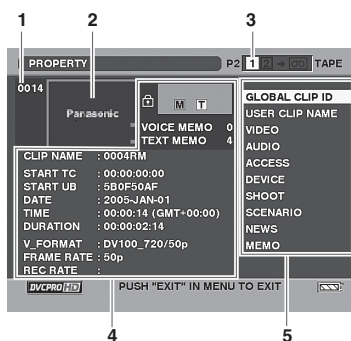 1
2
3
PROPERTY
P2 1 2 → TAPE
0014
Panasonic
M T
VOICE MEMO 0
TEXT MEMO 4
CLIP NAME : 0004RM
START TC : 00:00:00:00
START UB : 5B0F50AF
DATE : 2005-JAN-01
TIME : 00:00:14 (GMT+00:00)
DURATION : 00:00:02:14
V_FORMAT : DV100_720/50p
FRAME RATE : 50p
REC RATE :
GLOBAL CLIP ID
USER CLIP NAME
VIDEO
AUDIO
ACCESS
DEVICE
SHOOT
SCENARIO
NEWS
MEMO
DVCPRO HD
PUSH "EXIT" IN MENU TO EXIT
4
5